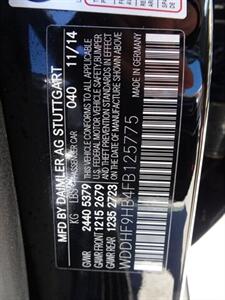 MFD BY DAIMLER AG STUTTGART
KG LBS 040 11/14
GVWR 2440 5379
GAWR FRONT 1215 2679
GAWR REAR 1235 2723
THIS VEHICLE CONFORMS TO ALL APPLICABLE
U.S. FEDERAL MOTOR VEHICLE SAFETY, BUMPER
AND THEFT PREVENTION STANDARDS IN EFFECT
ON THE DATE OF MANUFACTURE SHOWN ABOVE
WDDHF9HB4FB125775
MADE IN GERMANY